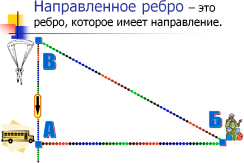 Направленное ребро – это
ребро, которое имеет направление.
В
Б
А